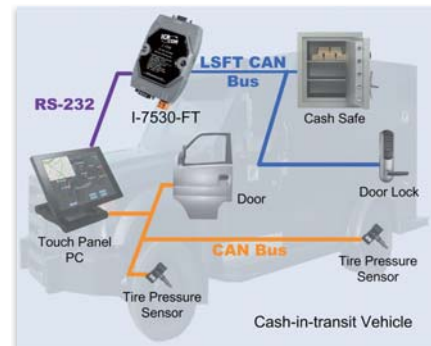 LSFT CAN
Bus
RS-232
I-7530-FT
Cash Safe
Door
Door Lock
Touch Panel
PC
CAN Bus
Tire Pressure
Sensor
Tire Pressure
Sensor
Cash-in-transit Vehicle